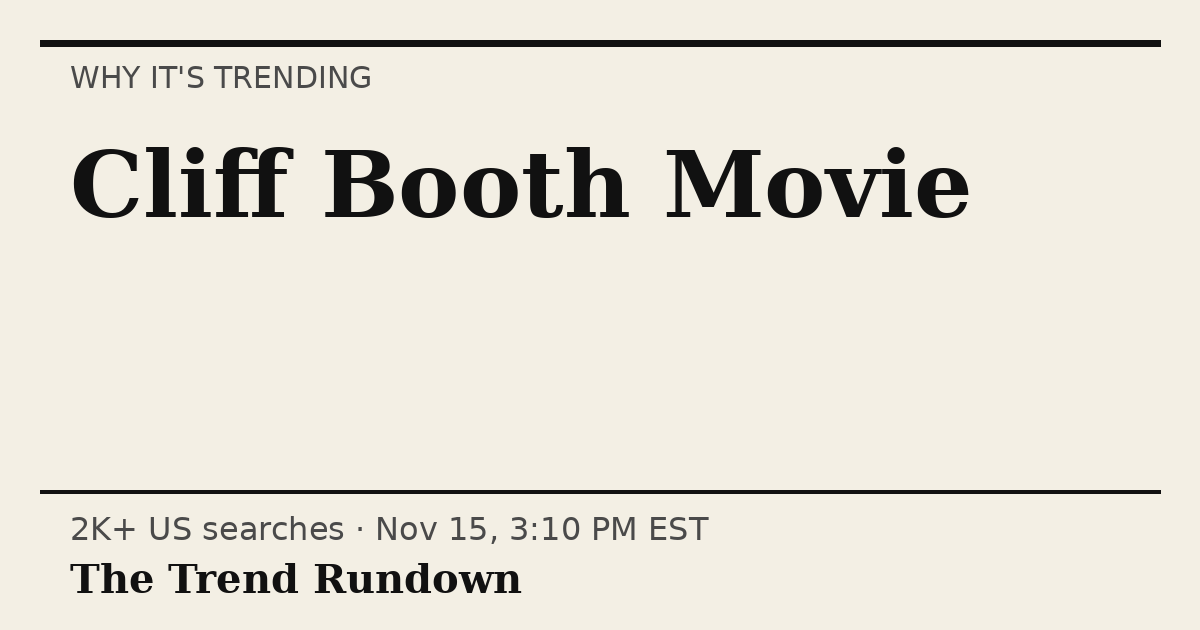 WHY IT'S TRENDING
Cliff Booth Movie
2K+ US searches · Nov 15, 3:10 PM EST
The Trend Rundown